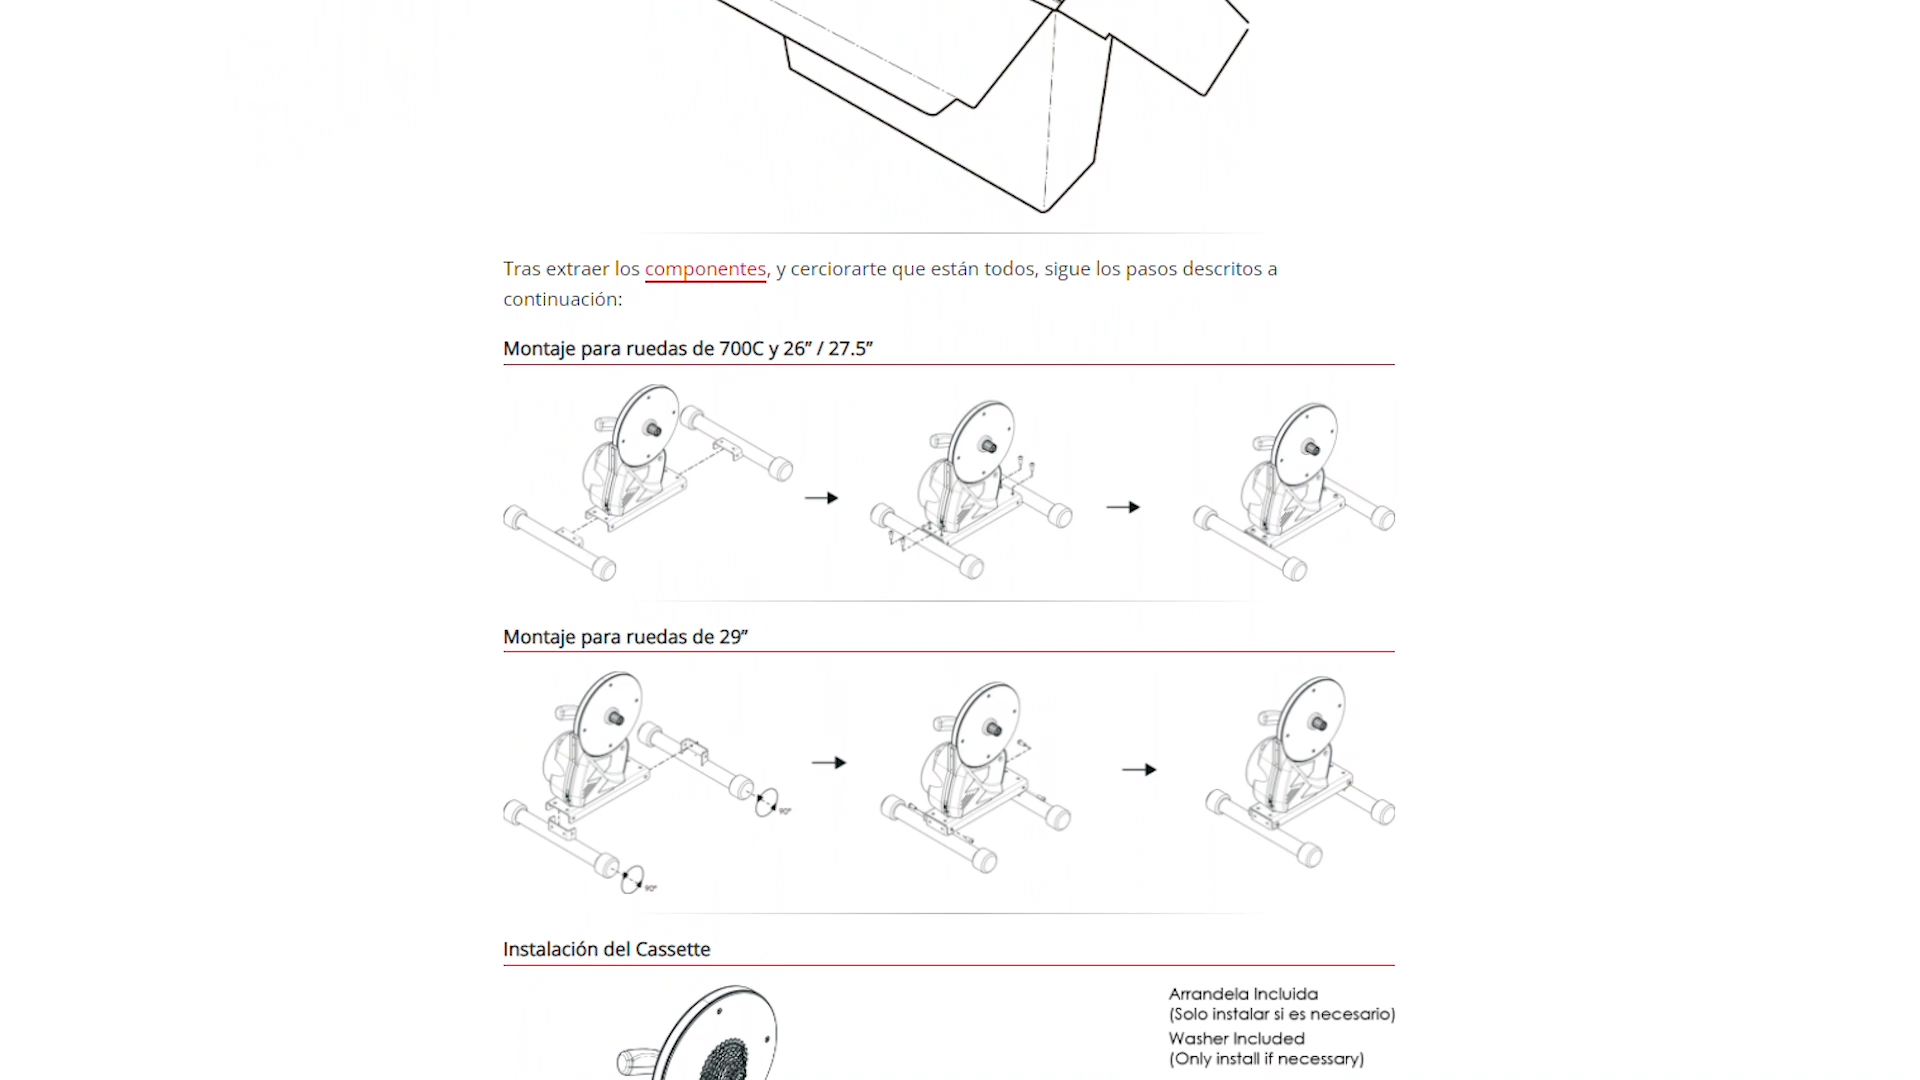 Tras extraer los componentes, y cerciorarte que están todos, sigue los pasos descritos a
continuación:
Montaje para ruedas de 700C y 26” / 27.5”
Montaje para ruedas de 29”
90°
90°
Instalación del Cassette
Arrandela Incluida
(Solo instalar si es necesario)
Washer Included
(Only install if necessary)